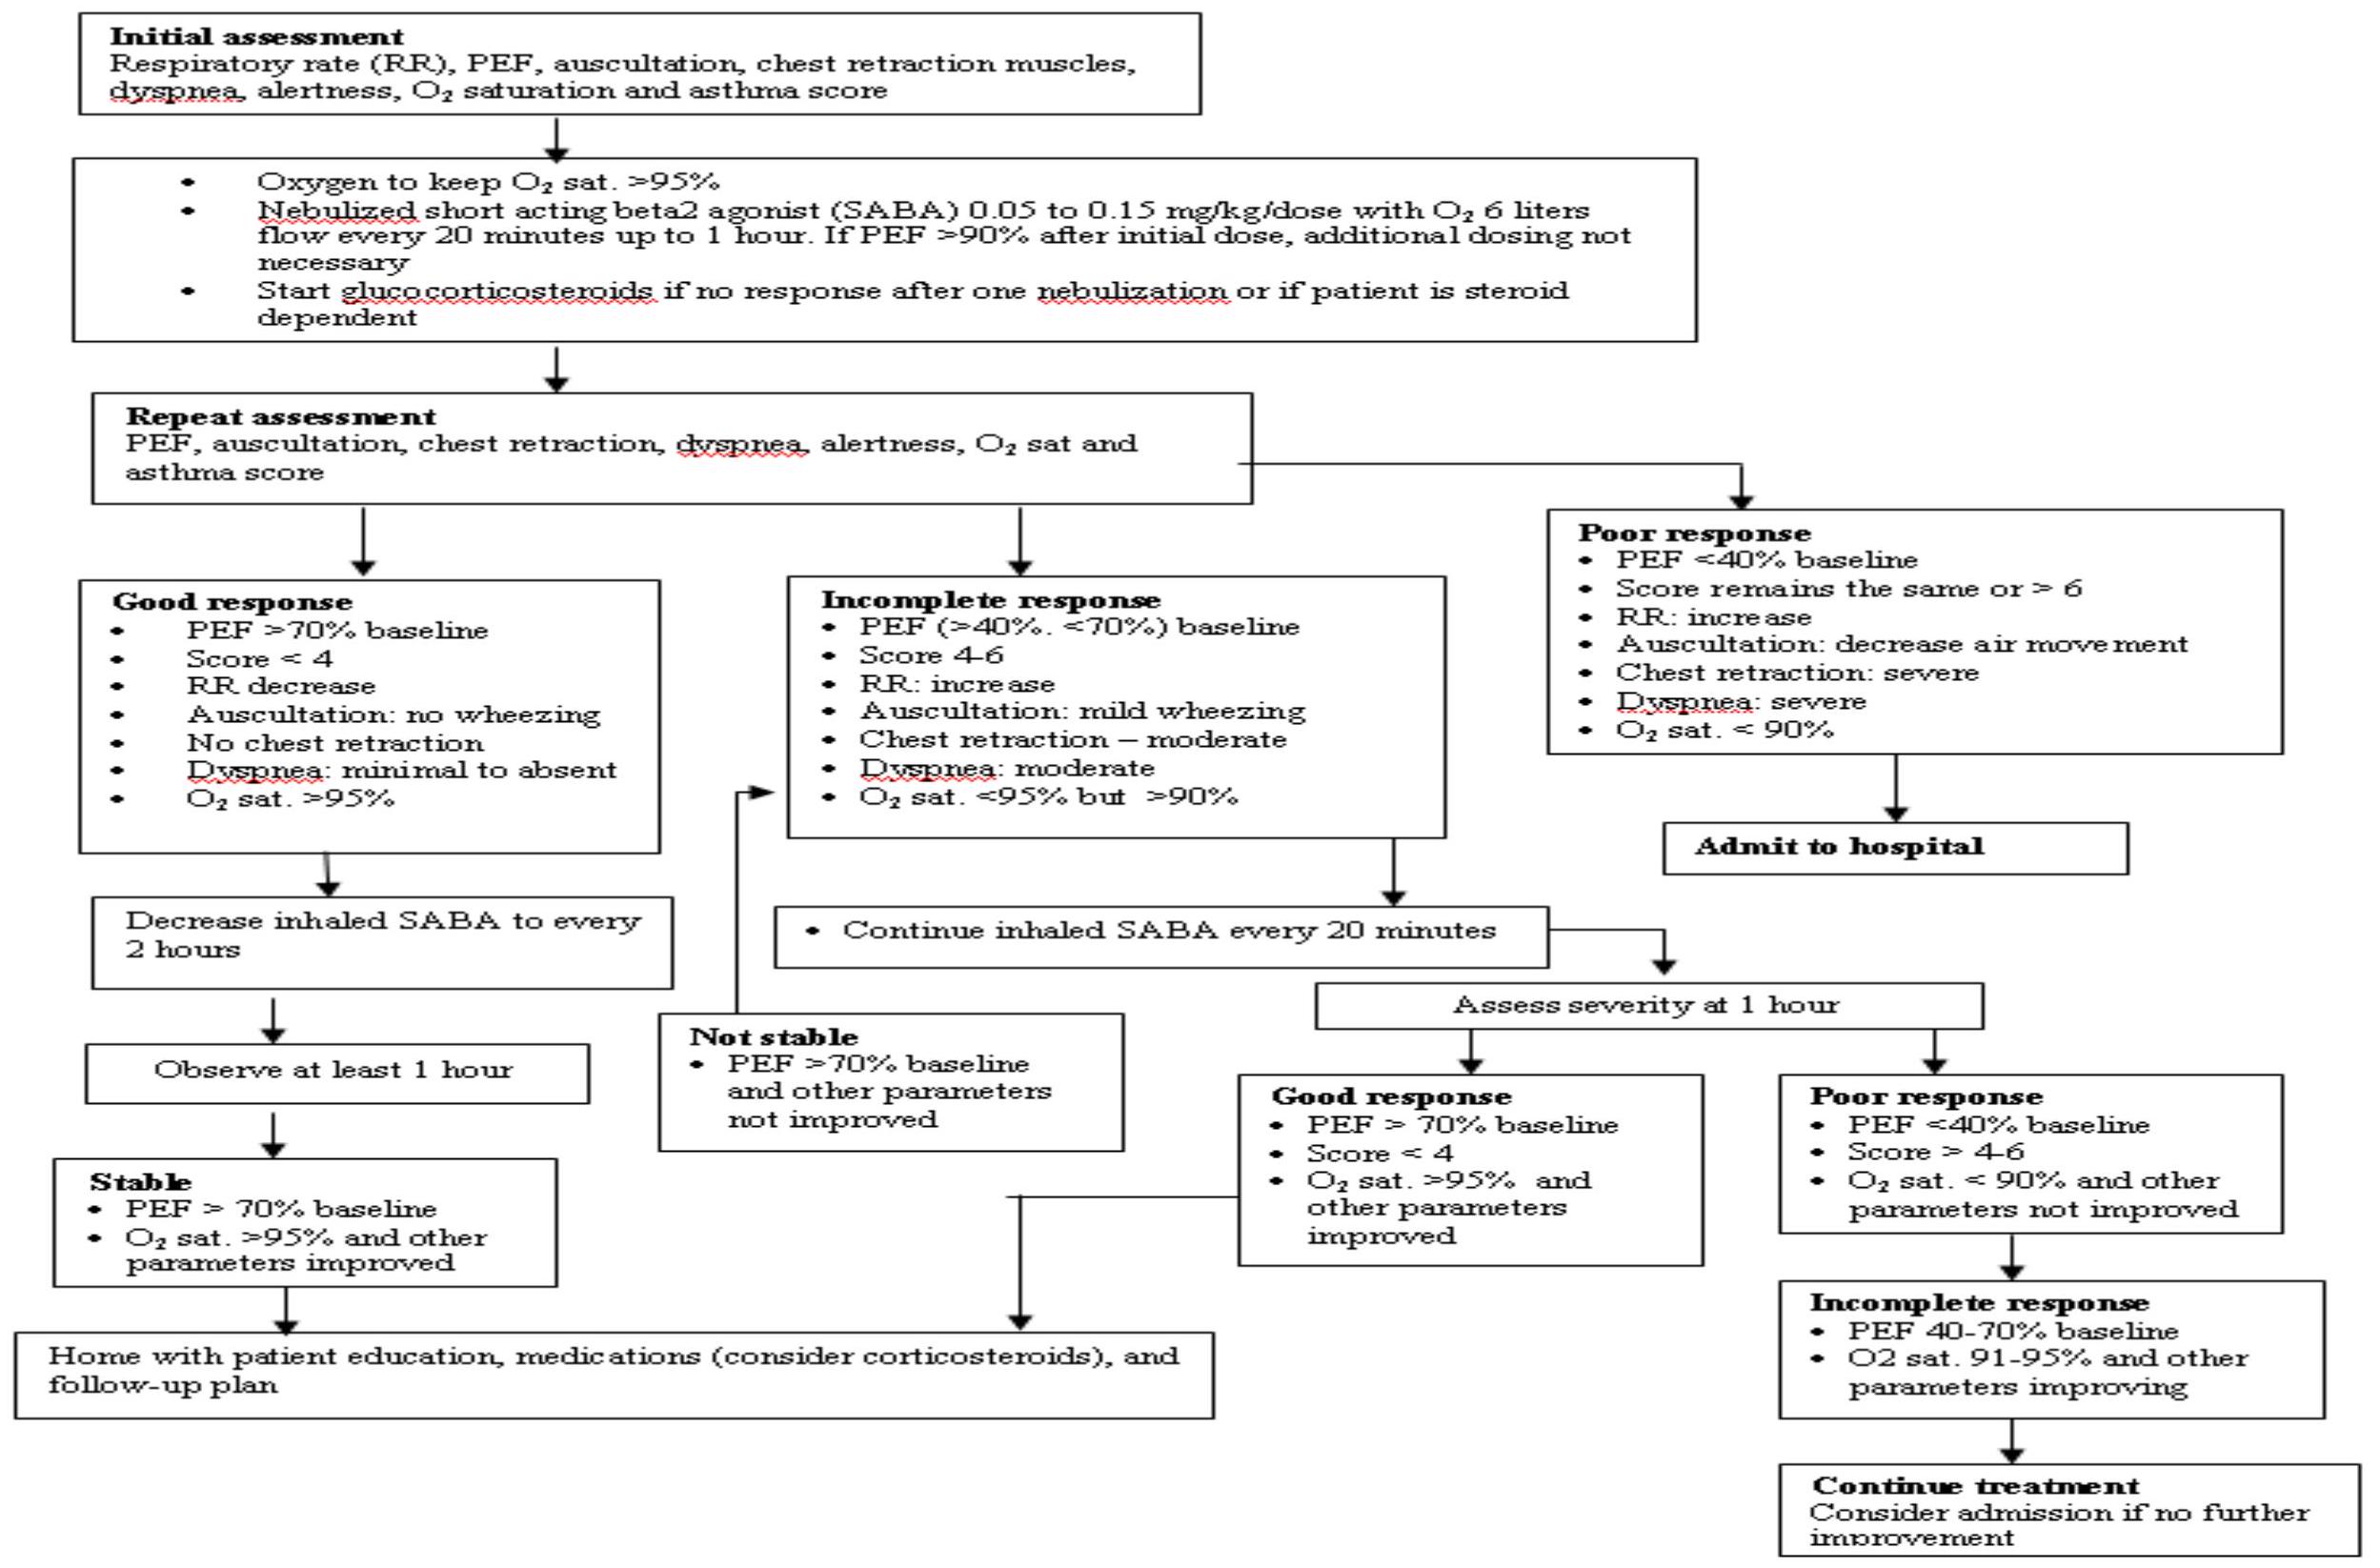 Initial assessment
Respiratory rate (RR), PEF, auscultation, chest retraction muscles,
dyspnea, alertness, O₂ saturation and asthma score
• Oxygen to keep O₂ sat. >95%
• Nebulized short acting beta2 agonist (SABA) 0.05 to 0.15 mg/kg/dose with O₂ 6 liters
flow every 20 minutes up to 1 hour. If PEF >90% after initial dose, additional dosing not
necessary
• Start glucocorticosteroids if no response after one nebulization or if patient is steroid
dependent
Repeat assessment
PEF, auscultation, chest retraction, dyspnea, alertness, O₂ sat and
asthma score
Good response
• PEF >70% baseline
• Score < 4
• RR decrease
• Auscultation: no wheezing
• No chest retraction
• Dyspnea: minimal to absent
• O₂ sat. >95%
Incomplete response
• PEF (>40%. <70%) baseline
• Score 4-6
• RR: increase
• Auscultation: mild wheezing
• Chest retraction – moderate
• Dyspnea: moderate
• O₂ sat. <95% but >90%
Poor response
• PEF <40% baseline
• Score remains the same or > 6
• RR: increase
• Auscultation: decrease air movement
• Chest retraction: severe
• Dyspnea: severe
• O₂ sat. < 90%
Admit to hospital
Decrease inhaled SABA to every
2 hours
• Continue inhaled SABA every 20 minutes
Assess severity at 1 hour
Observe at least 1 hour
Not stable
• PEF >70% baseline
and other parameters
not improved
Good response
• PEF > 70% baseline
• Score < 4
• O₂ sat. >95% and
other parameters
improved
Poor response
• PEF <40% baseline
• Score > 4-6
• O₂ sat. < 90% and other
parameters not improved
Stable
• PEF > 70% baseline
• O₂ sat. >95% and other
parameters improved
Incomplete response
• PEF 40-70% baseline
• O2 sat. 91-95% and other
parameters improving
Home with patient education, medications (consider corticosteroids), and
follow-up plan
Continue treatment
Consider admission if no further
improvement